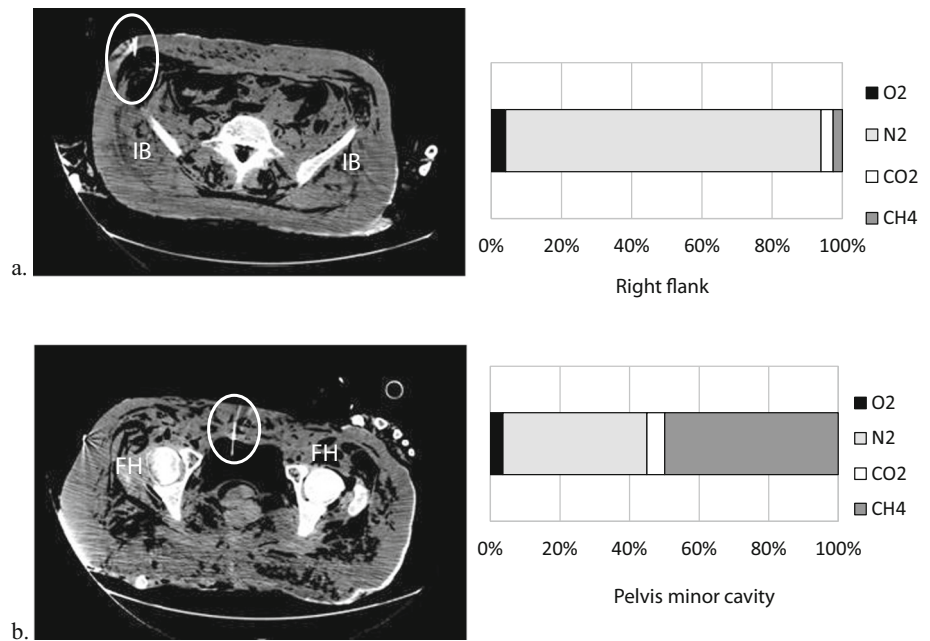 a.
IB
IB
O2
N2
CO2
CH4
0% 20% 40% 60% 80% 100%
Right flank
b.
FH
FH
O2
N2
CO2
CH4
0% 20% 40% 60% 80% 100%
Pelvis minor cavity